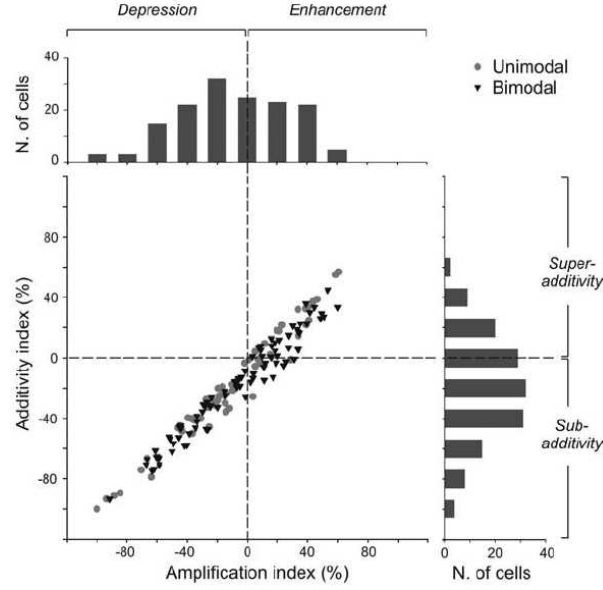 Depression
Enhancement
40
20
0
N. of cells
Unimodal
Bimodal
80
40
0
-40
-80
Additivity index (%)
-80
-40
0
40
80
Amplification index (%)
Super-
additivity
Sub-
additivity
0
20
40
N. of cells